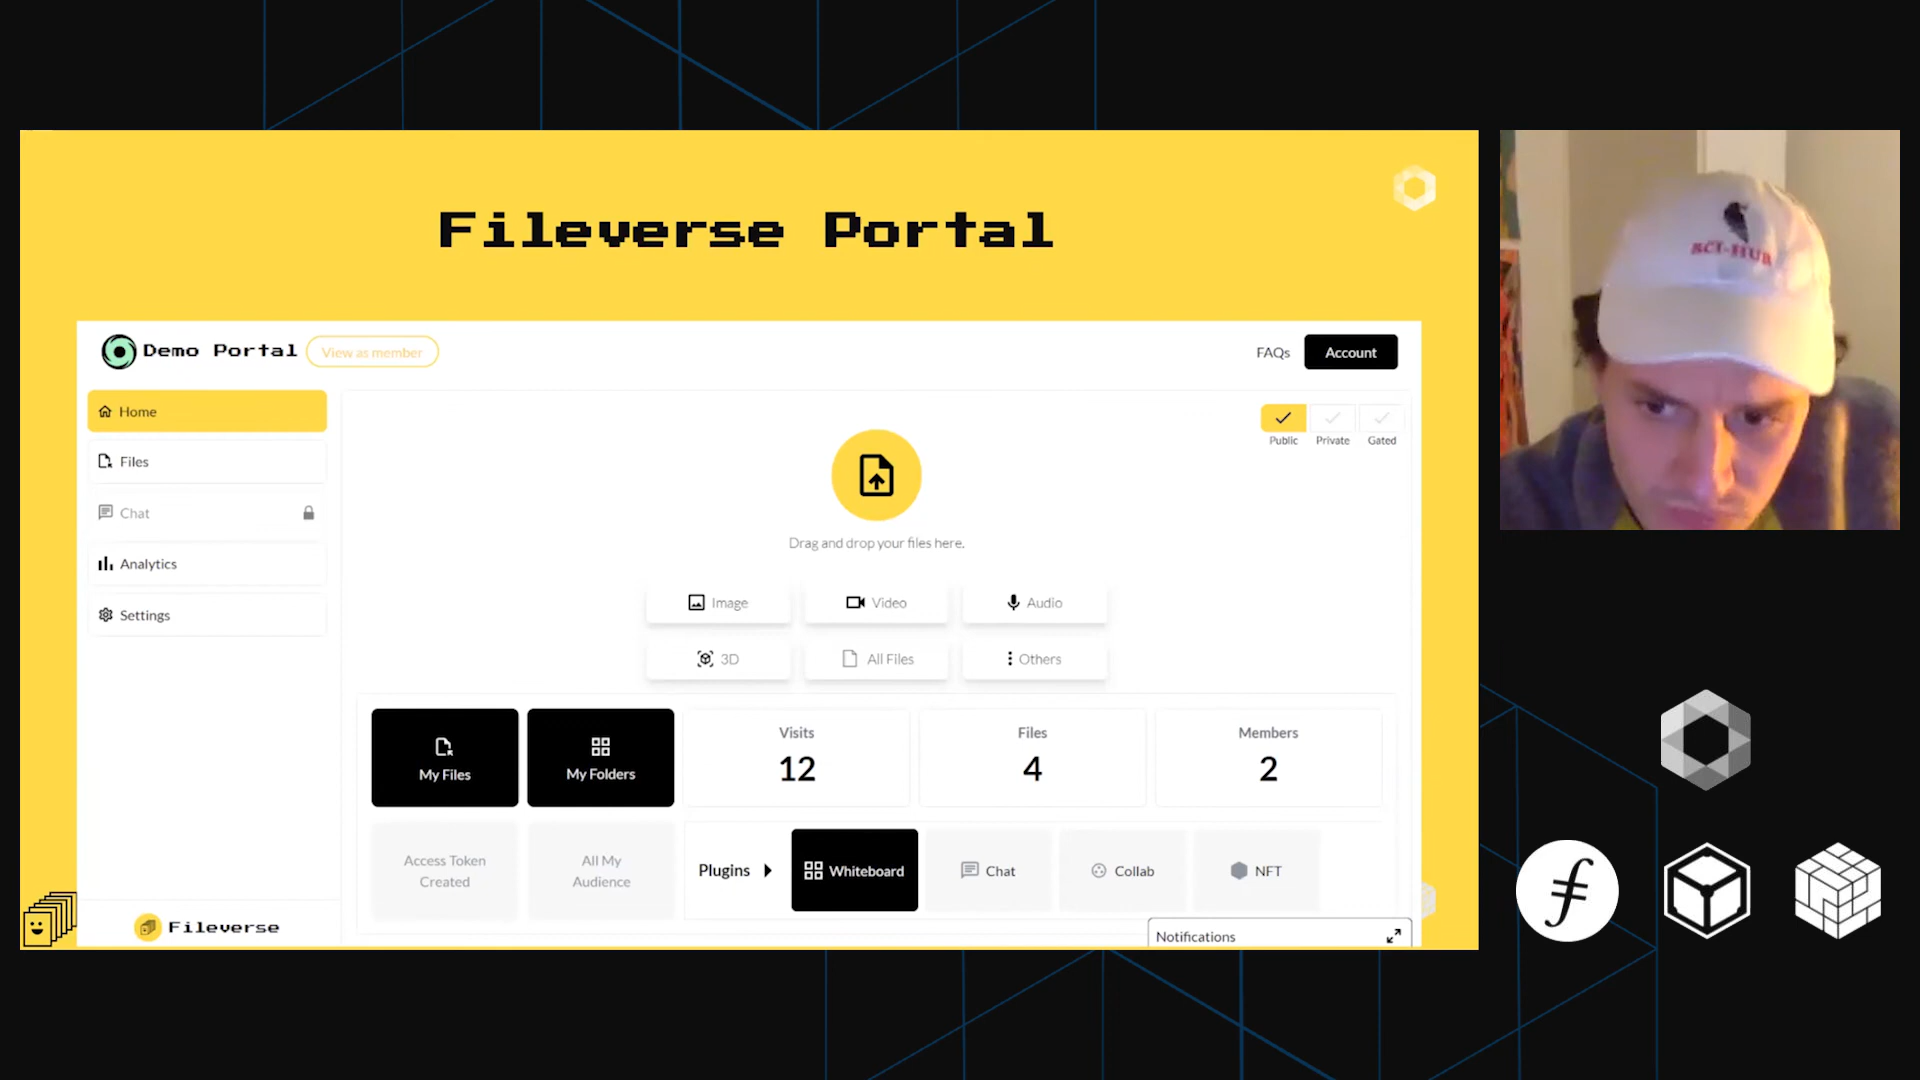 Fileverse Portal
Demo Portal
View as member
FAQs
Account
Home
Files
Chat
Analytics
Settings
Public
Private
Gated
Drag and drop your files here.
Image
Video
Audio
3D
All Files
Others
My Files
My Folders
Visits
12
Files
4
Members
2
Access Token
Created
All My
Audience
Plugins
Whiteboard
Chat
Collab
NFT
Notifications
Fileverse
SCI-HUB